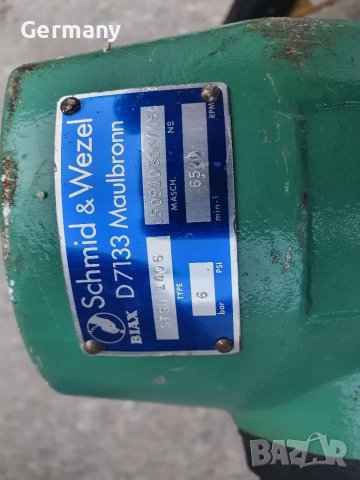 Germany
Schmid & Wezel
D 7133 Maulbronn
BIAX
TYPE
MASCH. Nº
bar
6
PSI
min-1
6500
RPM
BAZAR